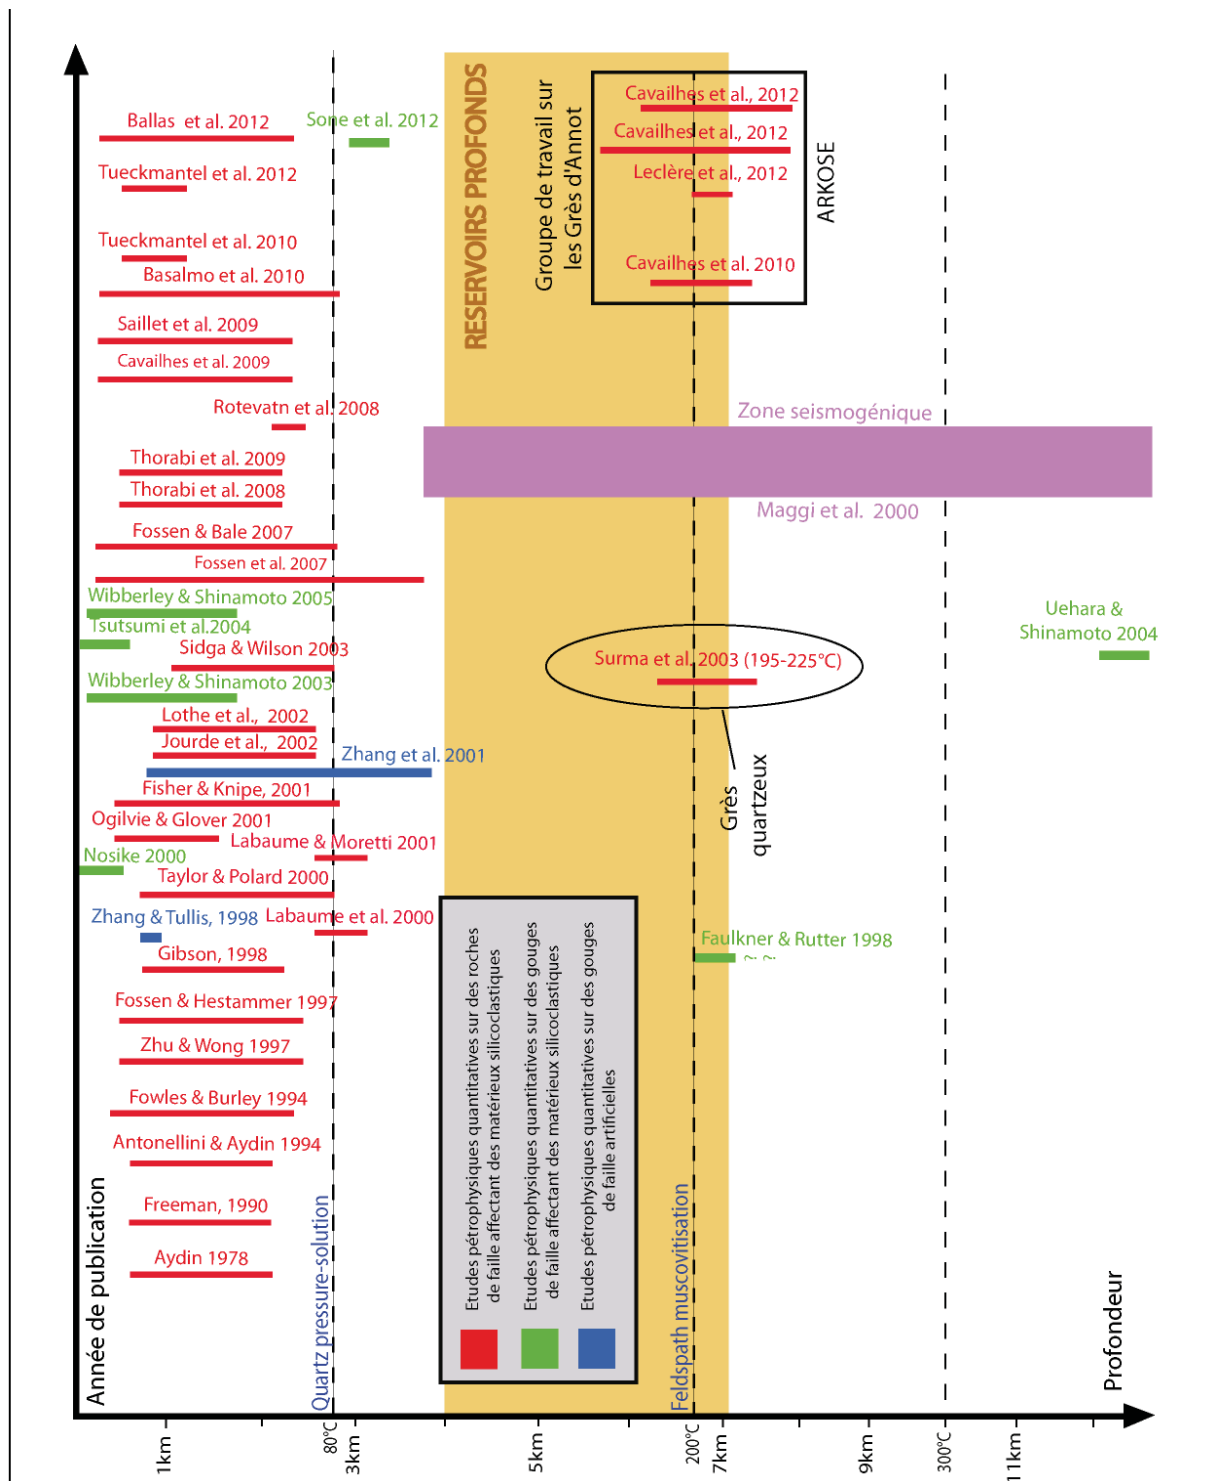 Ballas et al. 2012
Sone et al. 2012
Tueckmantel et al. 2012
Tueckmantel et al. 2010
Basalmo et al. 2010
Saillet et al. 2009
Cavailhes et al. 2009
Rotevatn et al. 2008
Thorabi et al. 2009
Thorabi et al. 2008
Fossen & Bale 2007
Fossen et al. 2007
Wibberley & Shinamoto 2005
Tsutsumi et al.2004
Sidga & Wilson 2003
Wibberley & Shinamoto 2003
Lothe et al., 2002
Jourde et al., 2002
Zhang et al. 2001
Fisher & Knipe, 2001
Ogilvie & Glover 2001
Labaume & Moretti 2001
Nosike 2000
Taylor & Polard 2000
Zhang & Tullis, 1998
Labaume et al. 2000
Gibson, 1998
Fossen & Hestammer 1997
Zhu & Wong 1997
Fowles & Burley 1994
Antonellini & Aydin 1994
Freeman, 1990
Aydin 1978
RESERVOIRS PROFONDS
Groupe de travail sur
les Grès d'Annot
Cavailhes et al., 2012
Cavailhes et al., 2012
Leclère et al., 2012
Cavailhes et al. 2010
ARKOSE
Zone seismogénique
Maggi et al. 2000
Uehara &
Shinamoto 2004
Surma et al. 2003 (195-225°C)
Grès
quartzeux
Faulkner & Rutter 1998
~? ~?
Etudes pétrophysiques quantitatives sur des roches
de faille affectant des matérieux silicoclastiques
Etudes pétrophysiques quantitatives sur des gouges
de faille affectant des matérieux silicoclastiques
Etudes pétrophysiques quantitatives sur des gouges
de faille artificielles
Année de publication
Quartz pressure-solution
Feldspath muscovitisation
Profondeur
1km
80°C
3km
5km
200°C
7km
9km
300°C
11km